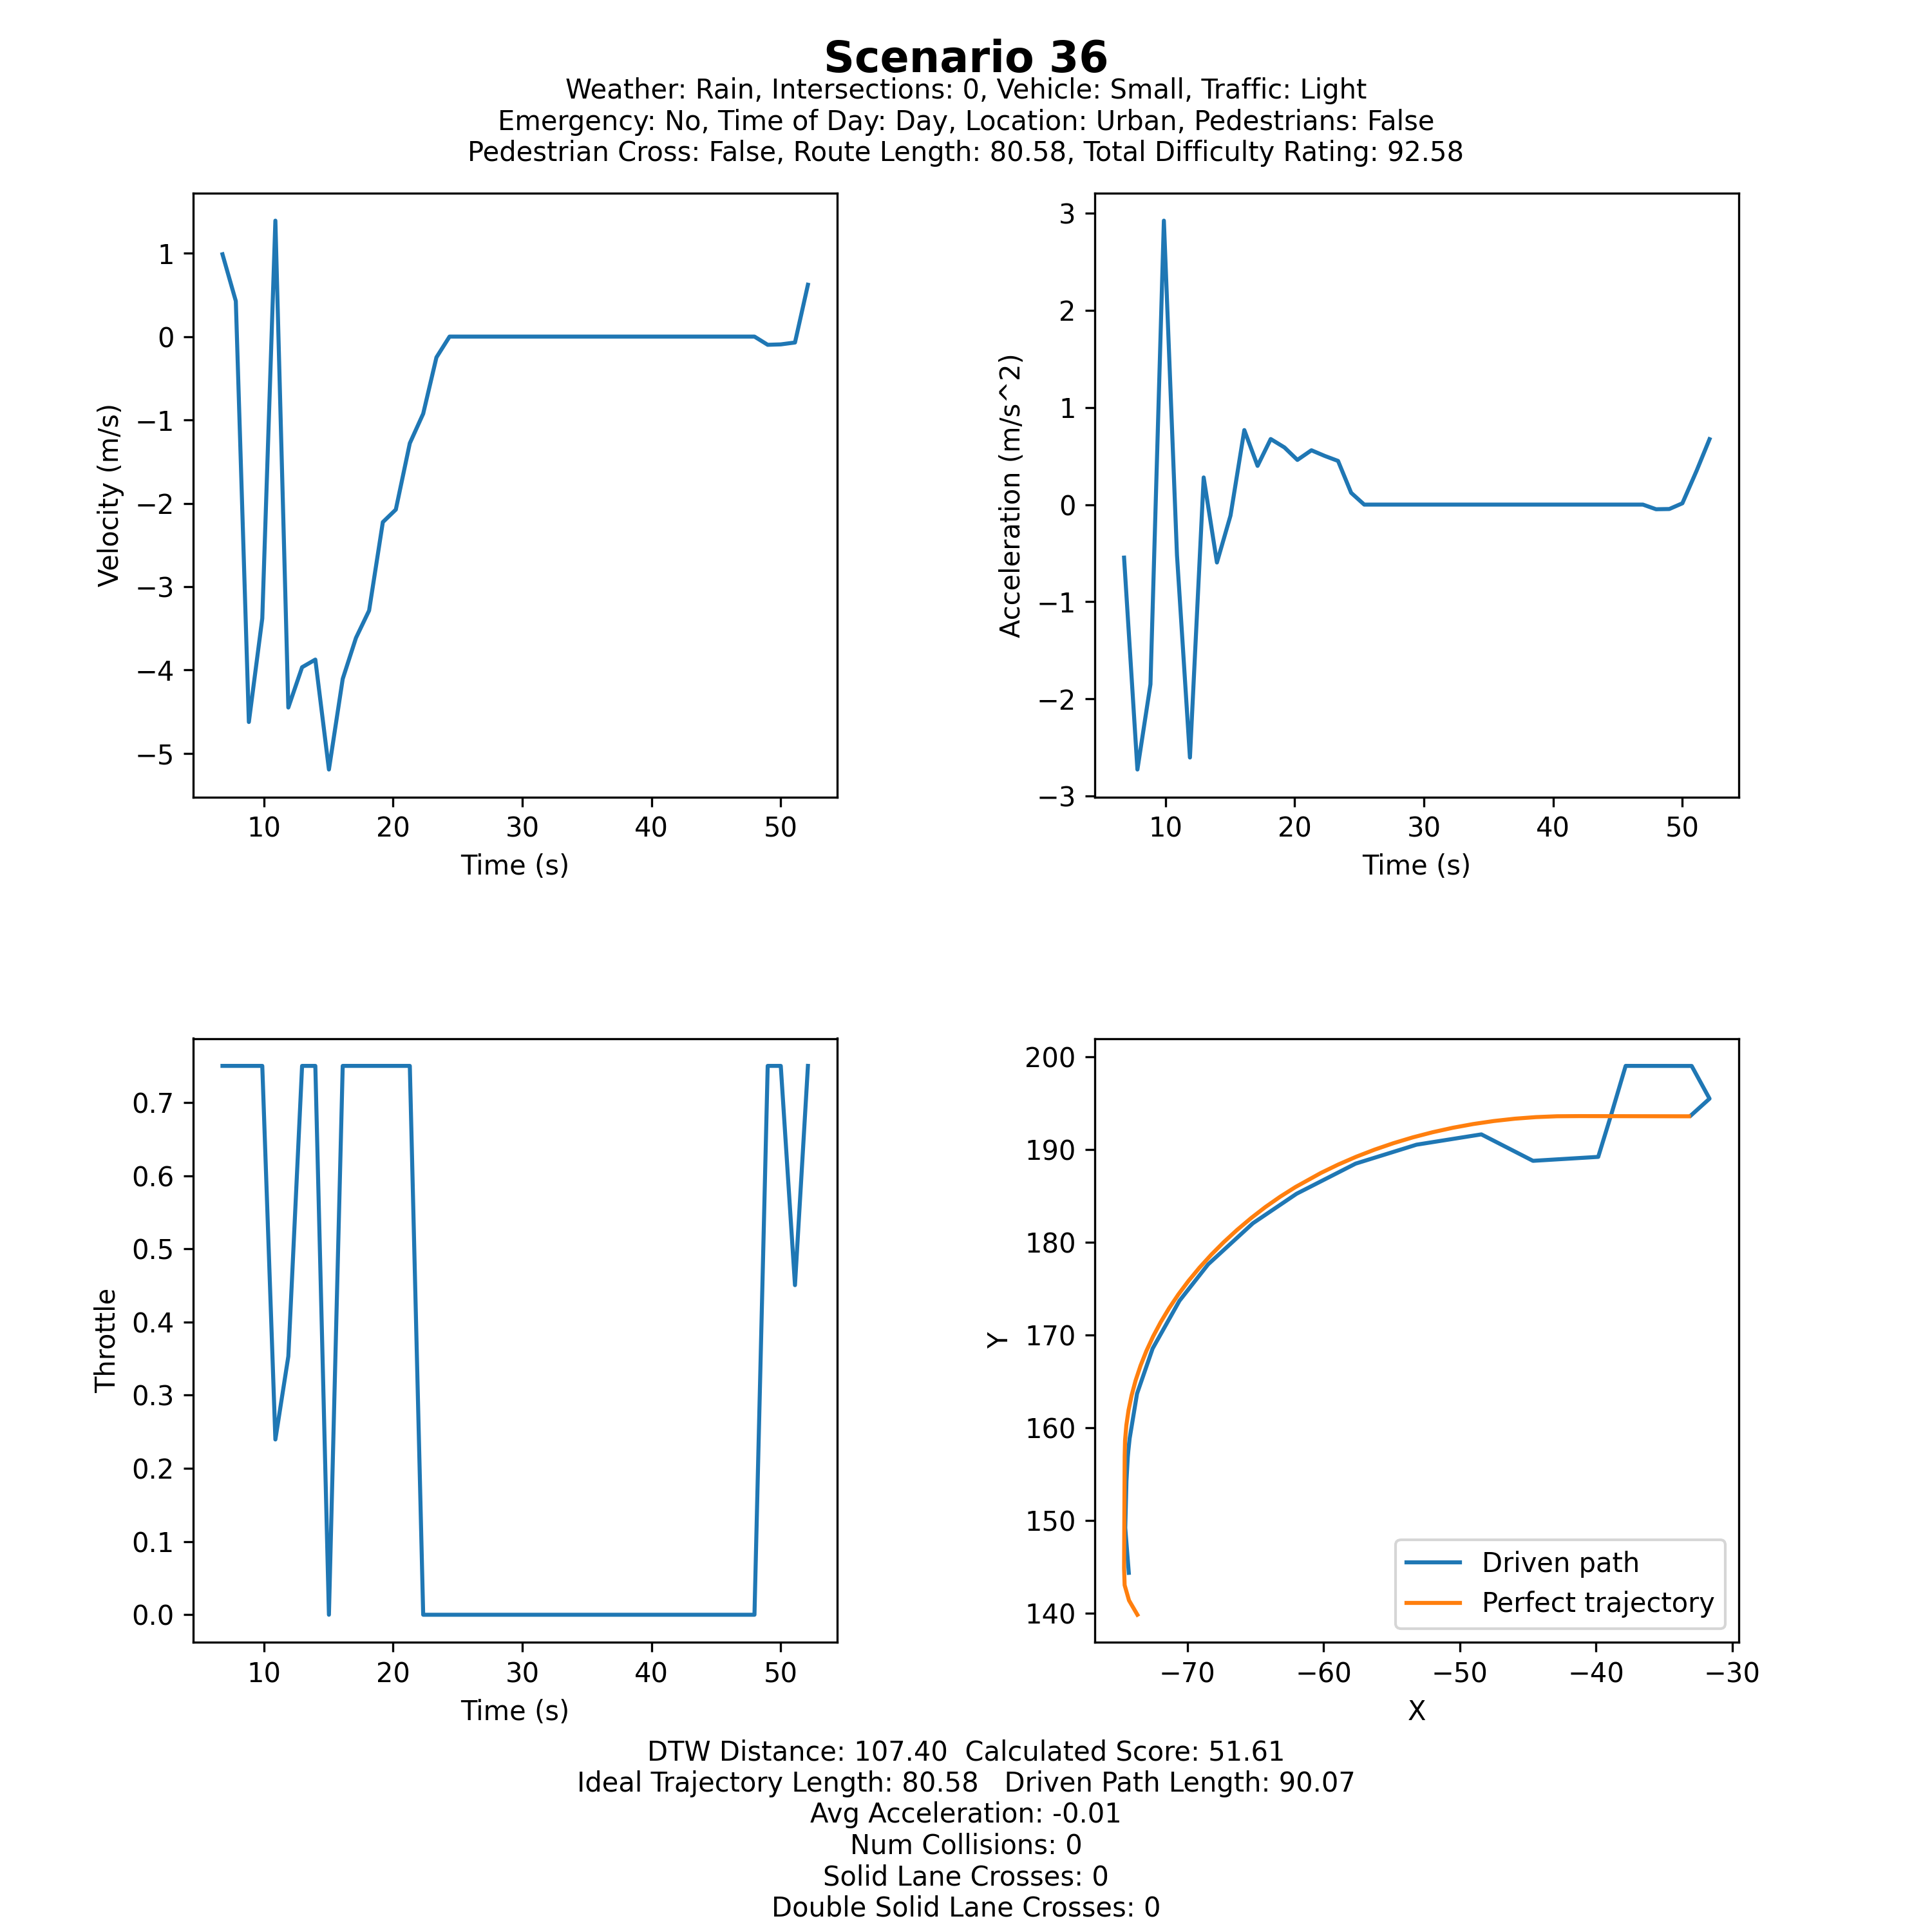 Scenario 36
Weather: Rain, Intersections: 0, Vehicle: Small, Traffic: Light
Emergency: No, Time of Day: Day, Location: Urban, Pedestrians: False
Pedestrian Cross: False, Route Length: 80.58, Total Difficulty Rating: 92.58
1
0
−1
−2
−3
−4
−5
Velocity (m/s)
10 20 30 40 50
Time (s)
3
2
1
0
−1
−2
−3
Acceleration (m/s^2)
10 20 30 40 50
Time (s)
0.7
0.6
0.5
0.4
0.3
0.2
0.1
0.0
Throttle
10 20 30 40 50
Time (s)
200
190
180
170
160
150
140
Y
Driven path
Perfect trajectory
−70 −60 −50 −40 −30
X
DTW Distance: 107.40  Calculated Score: 51.61
Ideal Trajectory Length: 80.58   Driven Path Length: 90.07
Avg Acceleration: -0.01
Num Collisions: 0
Solid Lane Crosses: 0
Double Solid Lane Crosses: 0